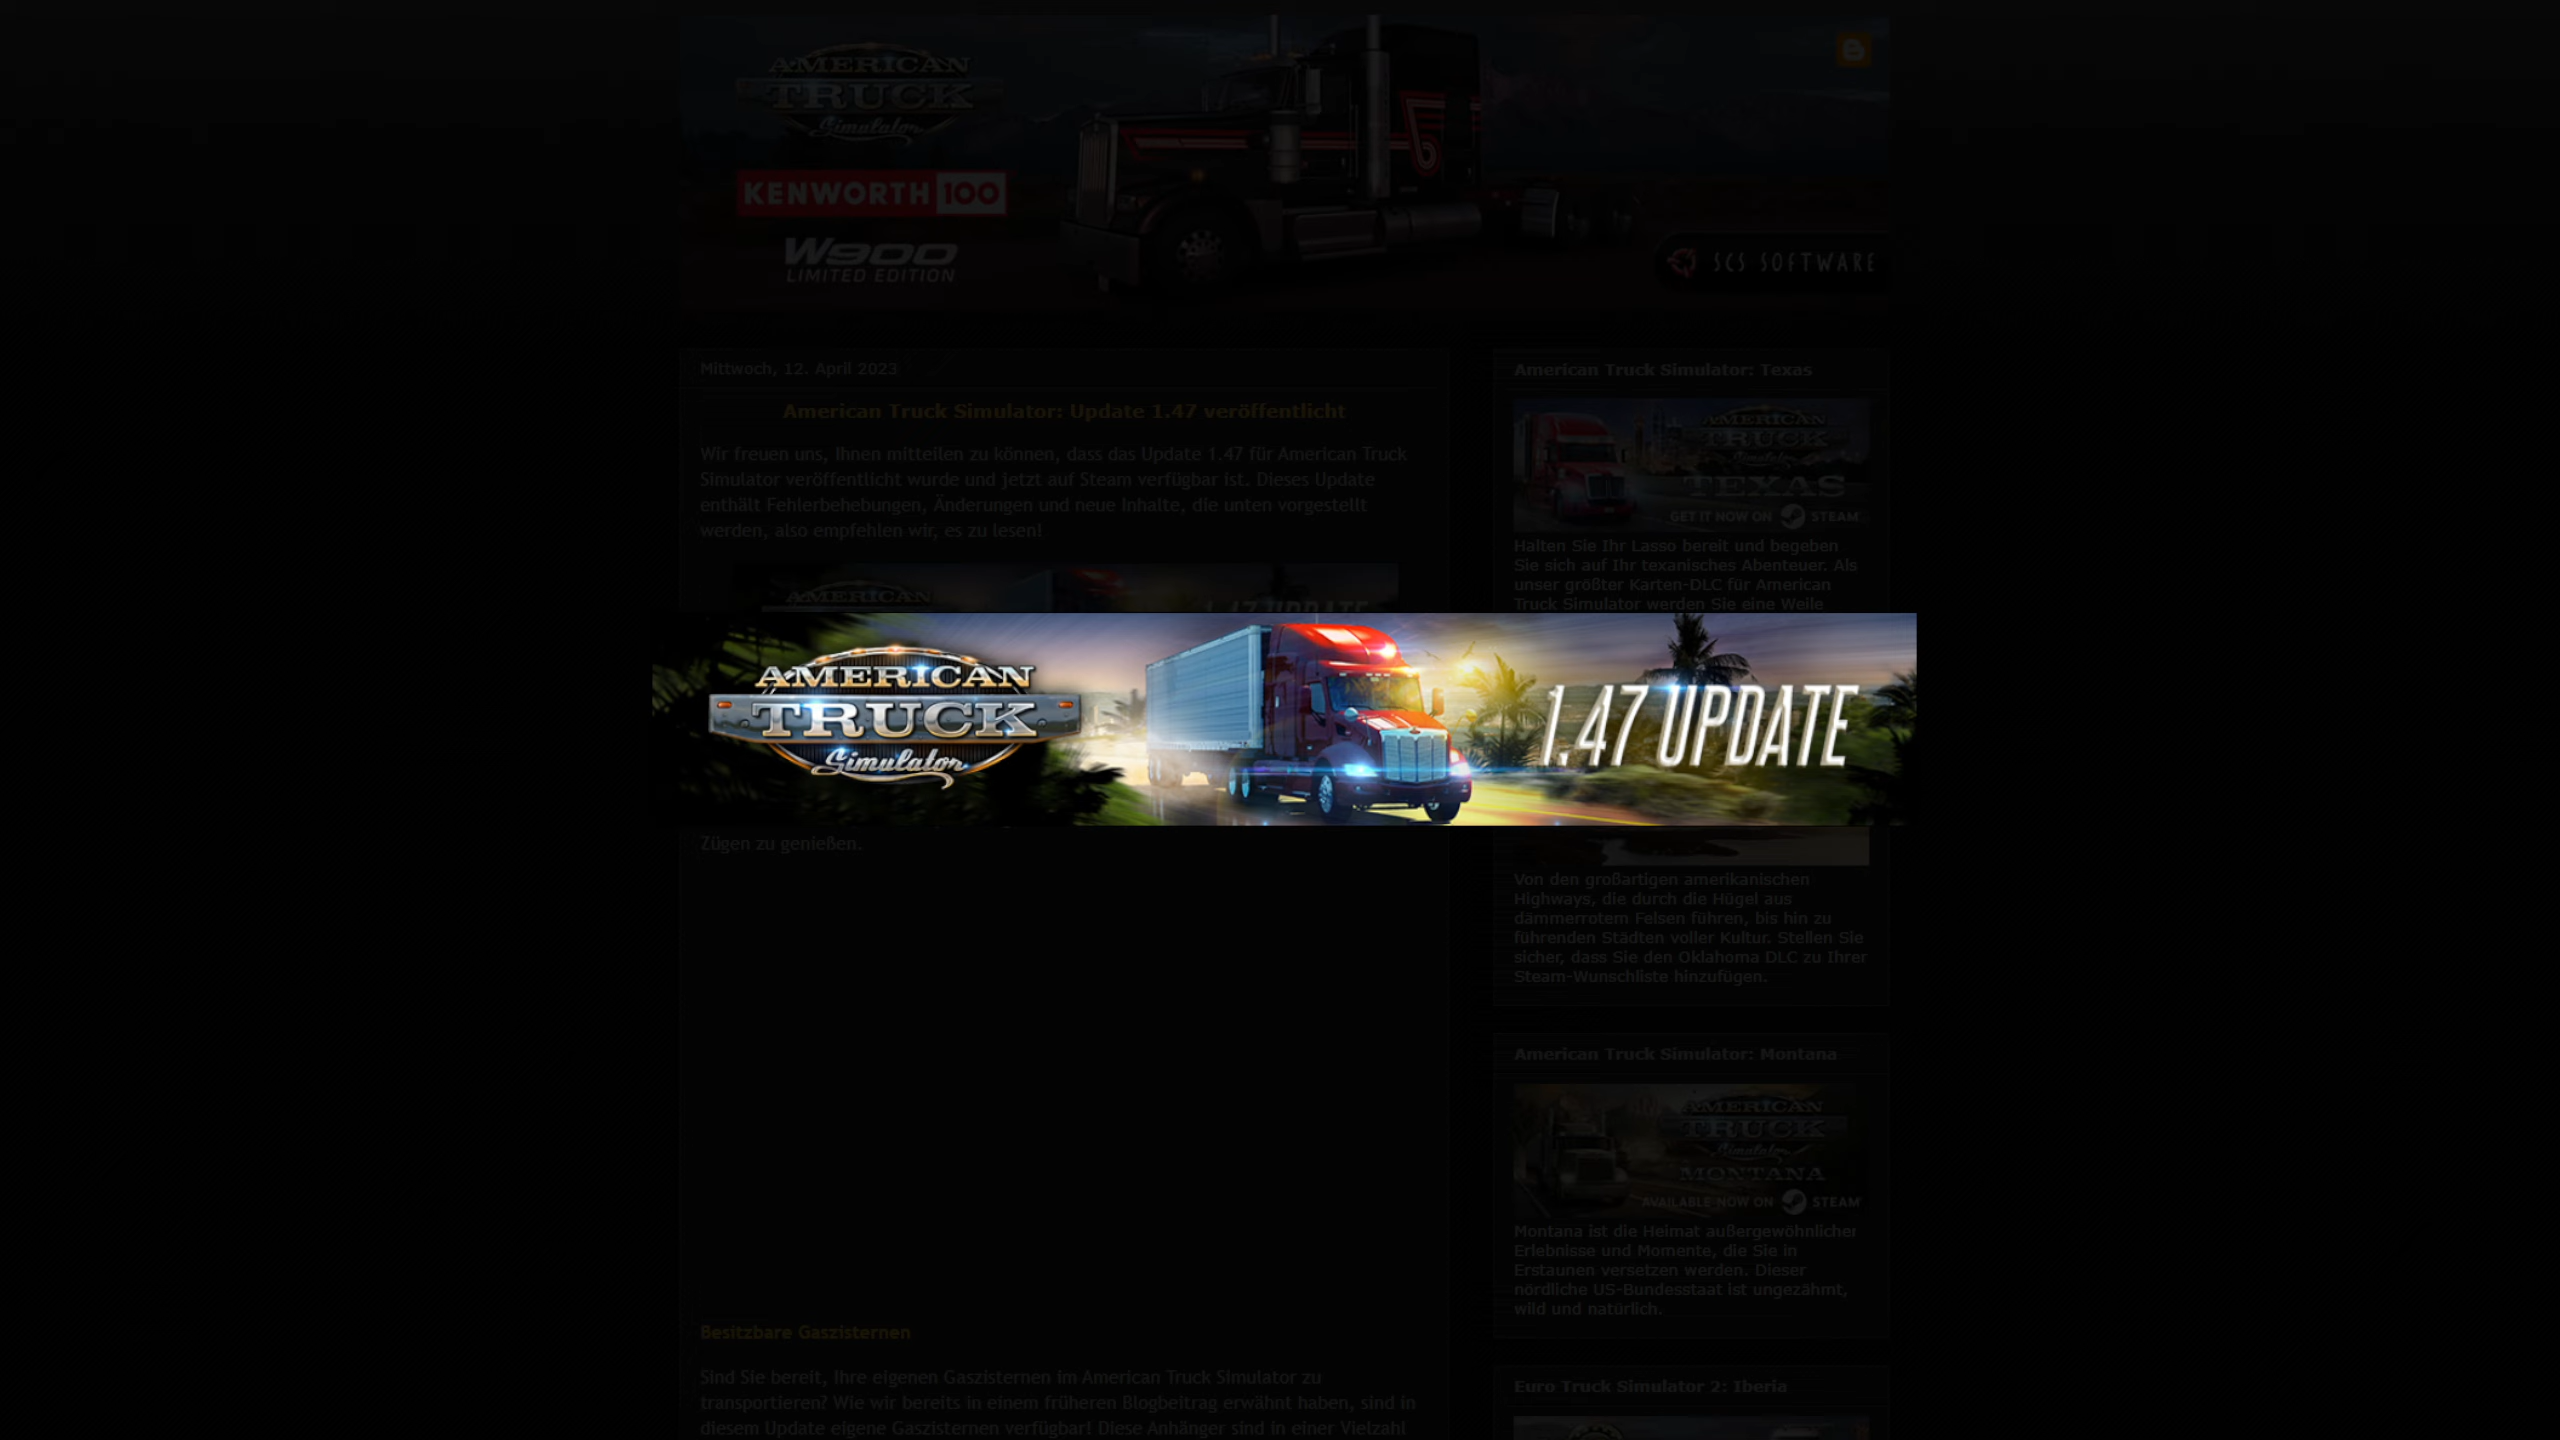 AMERICAN
TRUCK
Simulator
KENWORTH 100
W900
LIMITED EDITION
SCS SOFTWARE
Mittwoch, 12. April 2023
American Truck Simulator: Update 1.47 veröffentlicht
Wir freuen uns, Ihnen mitteilen zu können, dass das Update 1.47 für American Truck
Simulator veröffentlicht wurde und jetzt auf Steam verfügbar ist. Dieses Update
enthält Fehlerbehebungen, Änderungen und neue Inhalte, die unten vorgestellt
werden, also empfehlen wir, es zu lesen!
AMERICAN
1.47 UPDATE
AMERICAN
TRUCK
Simulator
1.47 UPDATE
Zügen zu genießen.
Besitzbare Gaszisternen
Sind Sie bereit, Ihre eigenen Gaszisternen im American Truck Simulator zu
transportieren? Wie wir bereits in einem früheren Blogbeitrag erwähnt haben, sind in
diesem Update eigene Gaszisternen verfügbar! Diese Anhänger sind in einer Vielzahl
American Truck Simulator: Texas
AMERICAN
TRUCK
Simulator
TEXAS
GET IT NOW ON STEAM
Halten Sie Ihr Lasso bereit und begeben
Sie sich auf Ihr texanisches Abenteuer. Als
unser größter Karten-DLC für American
Truck Simulator werden Sie eine Weile
Von den großartigen amerikanischen
Highways, die durch die Hügel aus
dämmerrotem Felsen führen, bis hin zu
führenden Städten voller Kultur. Stellen Sie
sicher, dass Sie den Oklahoma DLC zu Ihrer
Steam-Wunschliste hinzufügen.
American Truck Simulator: Montana
AMERICAN
TRUCK
Simulator
MONTANA
AVAILABLE NOW ON STEAM
Montana ist die Heimat außergewöhnlicher
Erlebnisse und Momente, die Sie in
Erstaunen versetzen werden. Dieser
nördliche US-Bundesstaat ist ungezähmt,
wild und natürlich.
Euro Truck Simulator 2: Iberia